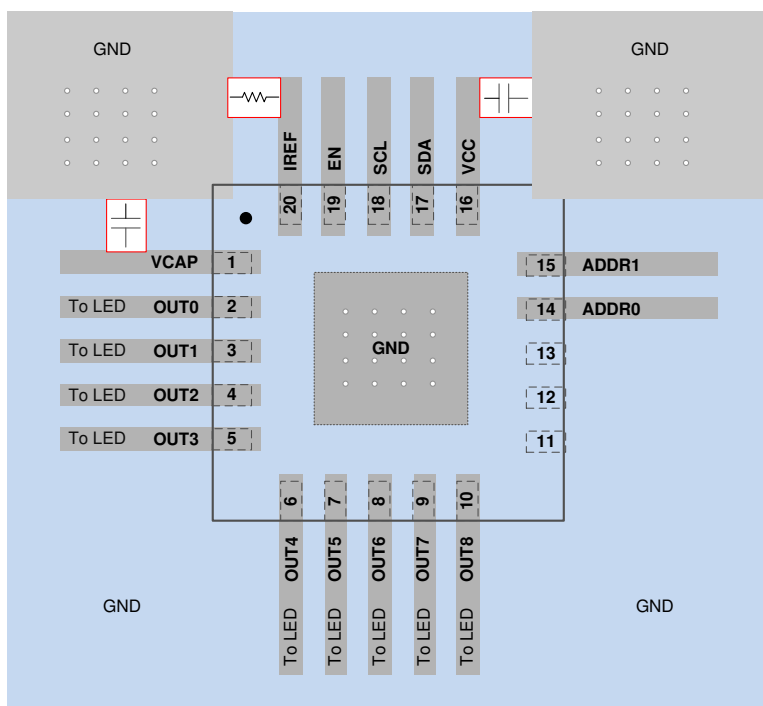 GND
GND
IREF
EN
SCL
SDA
VCC
20
19
18
17
16
VCAP 1
To LED OUT0 2
To LED OUT1 3
To LED OUT2 4
To LED OUT3 5
15 ADDR1
14 ADDR0
13
12
11
GND
6
7
8
9
10
To LED OUT4
To LED OUT5
To LED OUT6
To LED OUT7
To LED OUT8
GND
GND